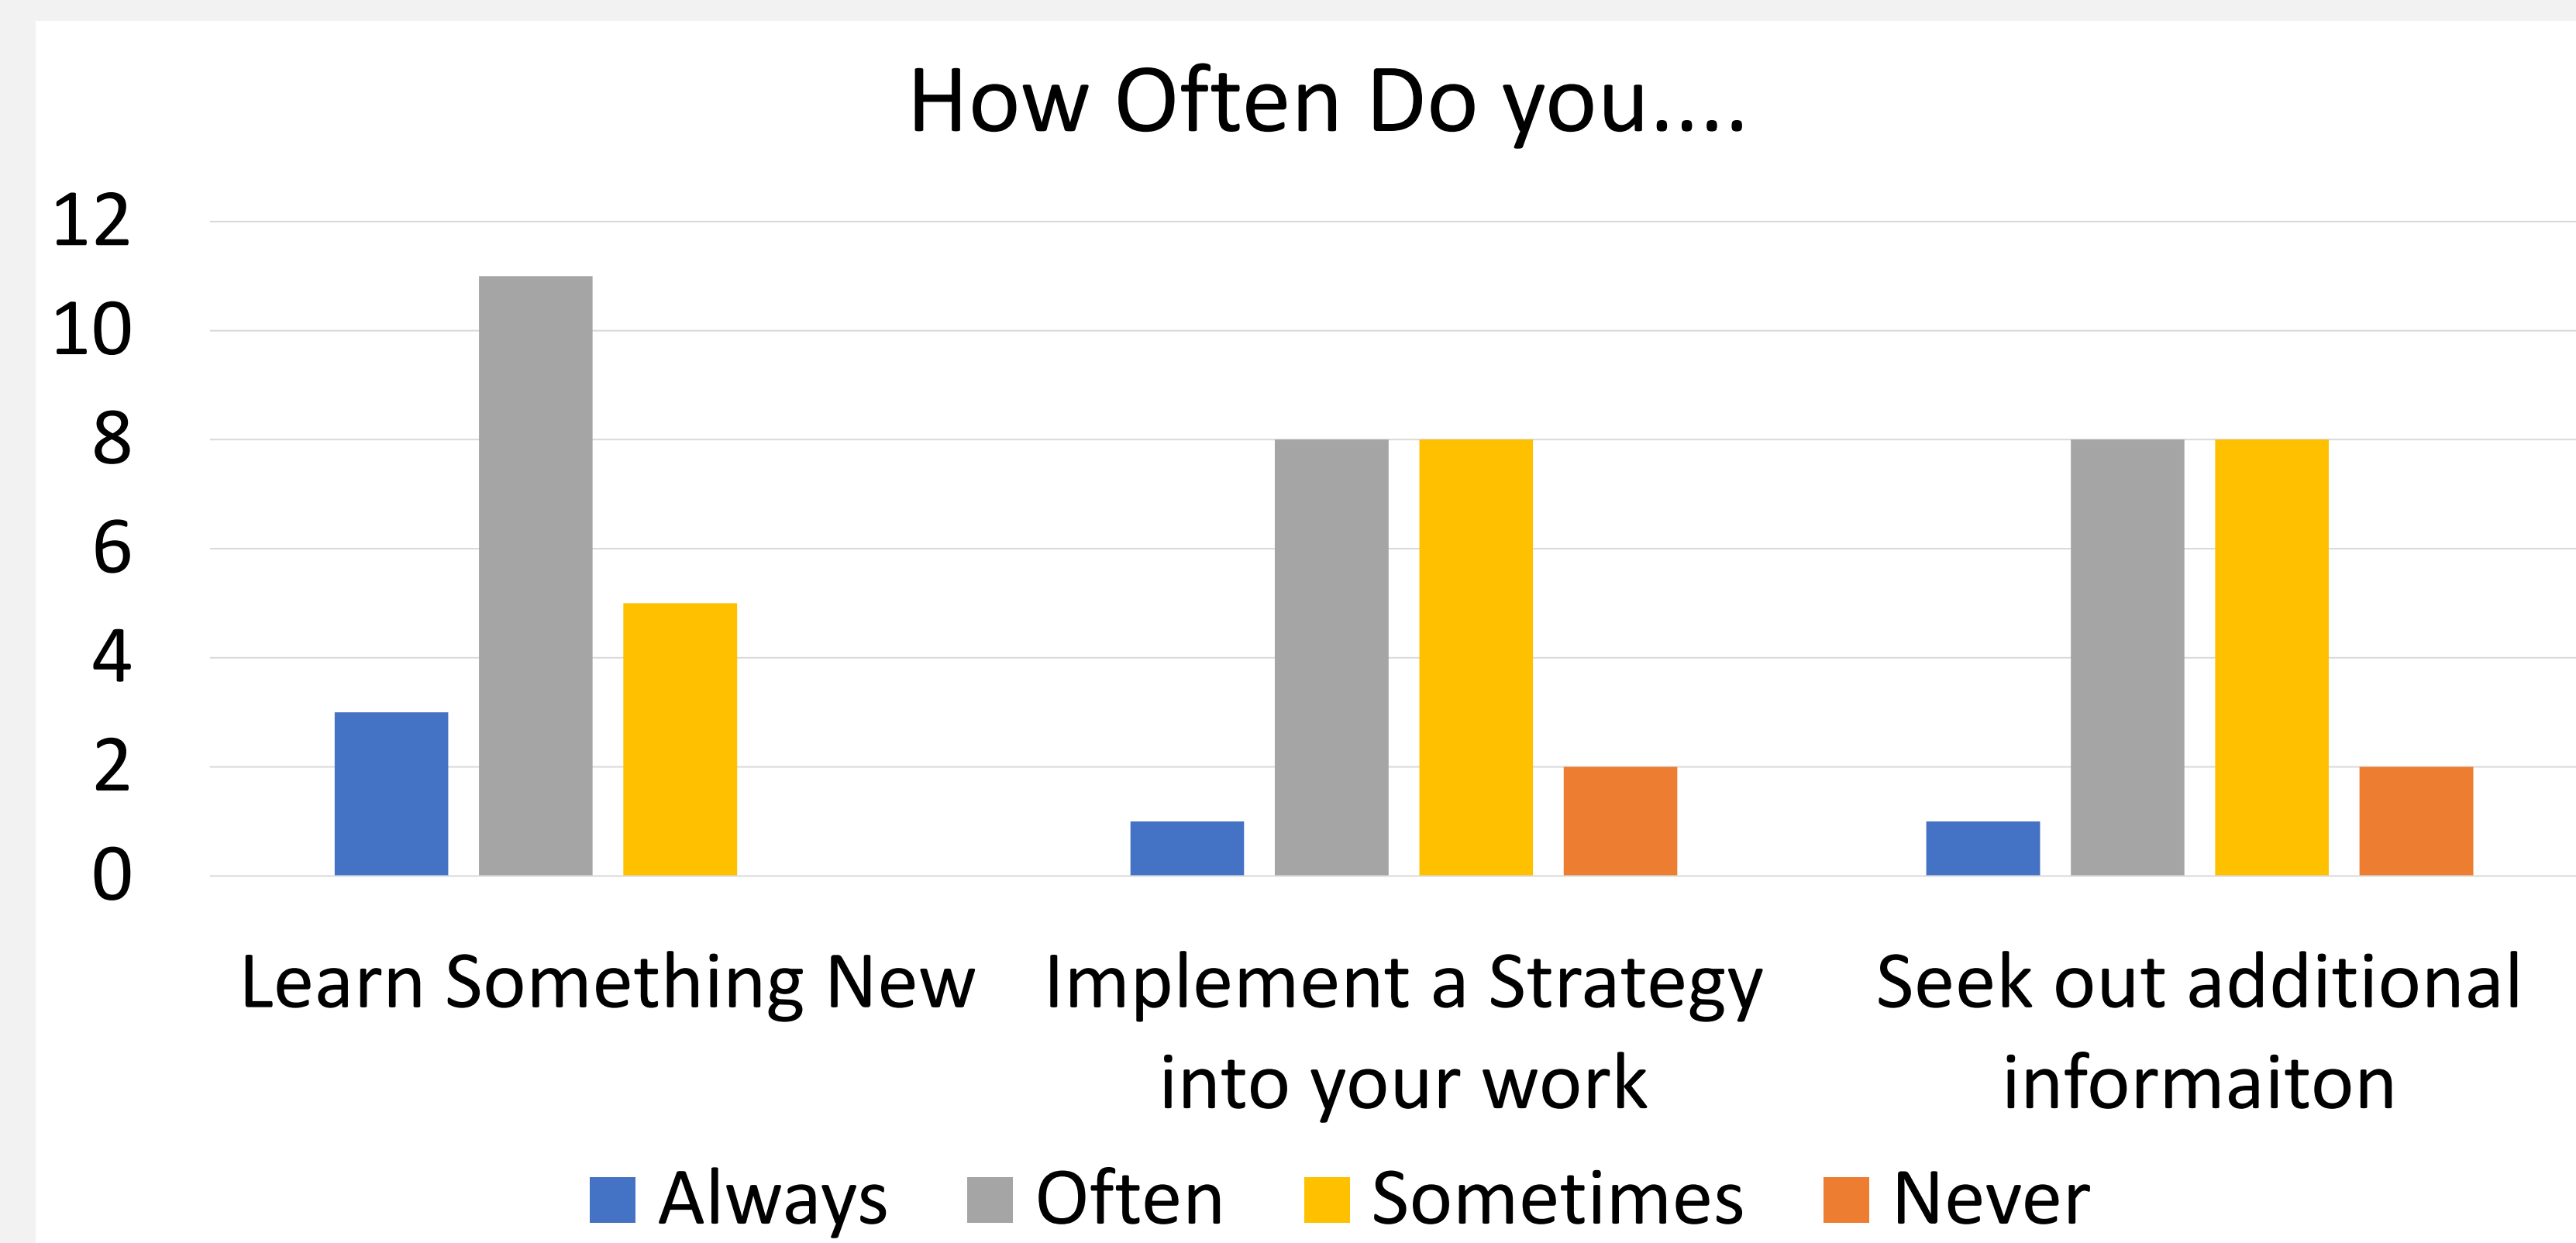 How Often Do you....
12
10
8
6
4
2
0
Learn Something New
Implement a Strategy
into your work
Seek out additional
informaiton
Always Often Sometimes Never